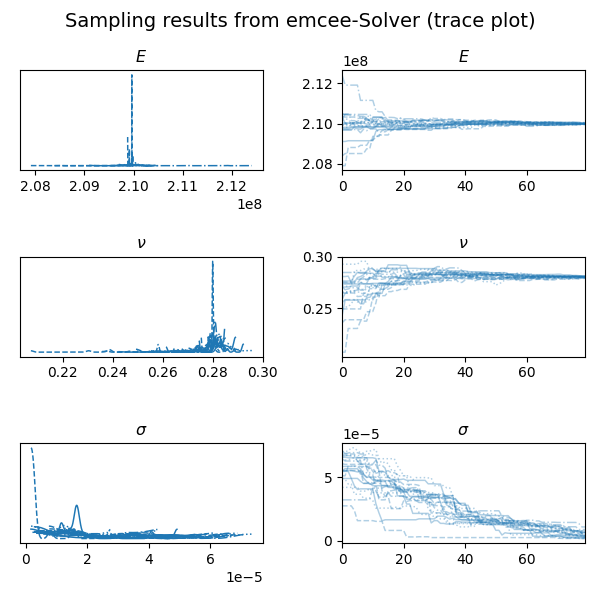 Sampling results from emcee-Solver (trace plot)
E
E
1e8
2.12
2.10
2.08
2.08 2.09 2.10 2.11 2.12
1e8
0 20 40 60
ν
ν
0.30
0.25
0.22 0.24 0.26 0.28 0.30
0 20 40 60
σ
σ
1e−5
5
0
0 2 4 6
1e−5
0 20 40 60